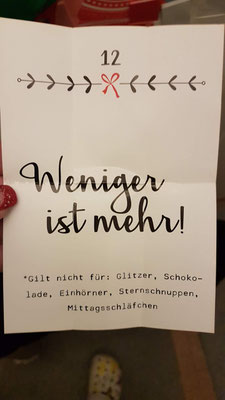 12
Weniger
ist mehr!
*Gilt nicht für: Glitzer, Schoko-
lade, Einhörner, Sternschnuppen,
Mittagsschläfchen